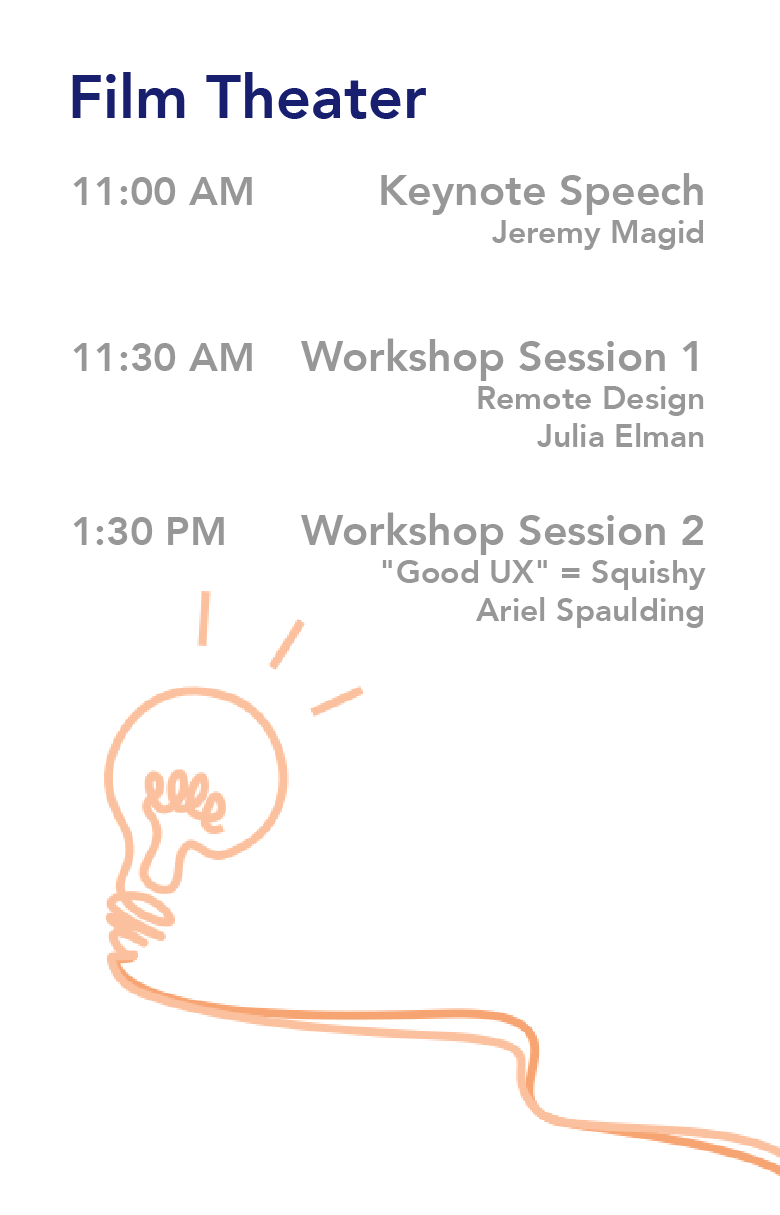 Film Theater
11:00 AM Keynote Speech
Jeremy Magid
11:30 AM Workshop Session 1
Remote Design
Julia Elman
1:30 PM Workshop Session 2
"Good UX" = Squishy
Ariel Spaulding